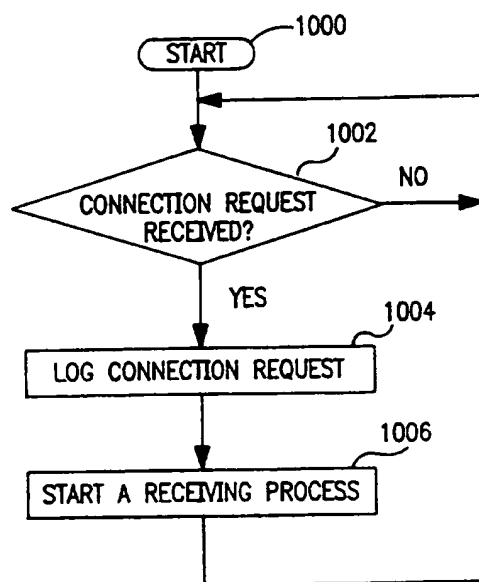 1000
START
1002
CONNECTION REQUEST
RECEIVED?
NO
YES
1004
LOG CONNECTION REQUEST
1006
START A RECEIVING PROCESS